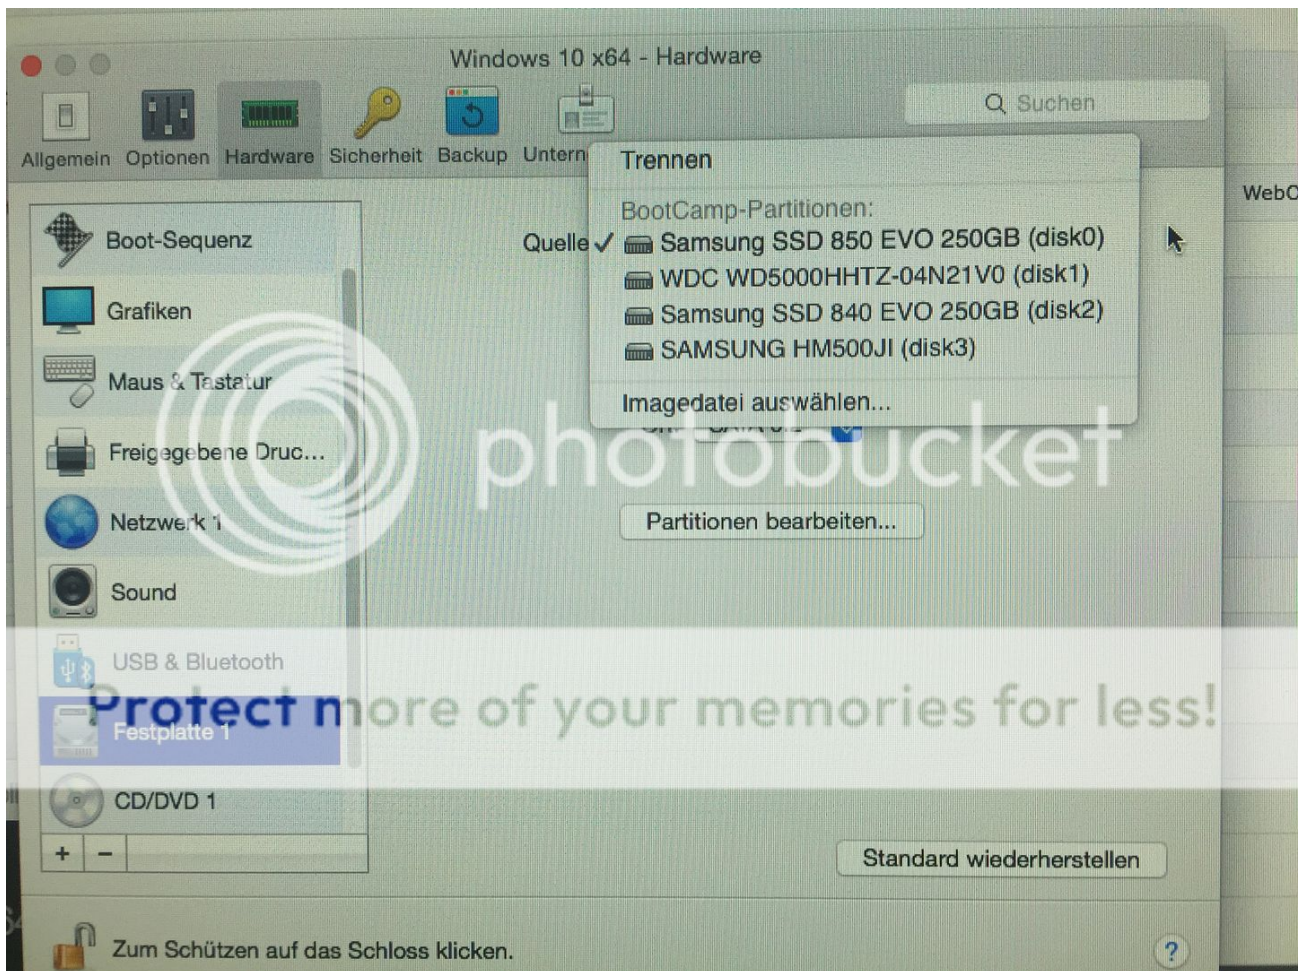 Windows 10 x64 - Hardware
Suchen
Allgemein Optionen Hardware Sicherheit Backup
Trennen
WebC
BootCamp-Partitionen:
Boot-Sequenz
Quelle ✓ Samsung SSD 850 EVO 250GB (disk0)
WDC WD5000HHTZ-04N21V0 (disk1)
Grafiken
Samsung SSD 840 EVO 250GB (disk2)
SAMSUNG HM500JI (disk3)
Maus & Tastatur
Imagedatei auswählen...
photobucket
Freigegebene Druc...
Netzwerk 1
Partitionen bearbeiten...
Sound
USB & Bluetooth
Protect more of your memories for less!
Festplatte 1
CD/DVD 1
+ −
Standard wiederherstellen
Zum Schützen auf das Schloss klicken.
?